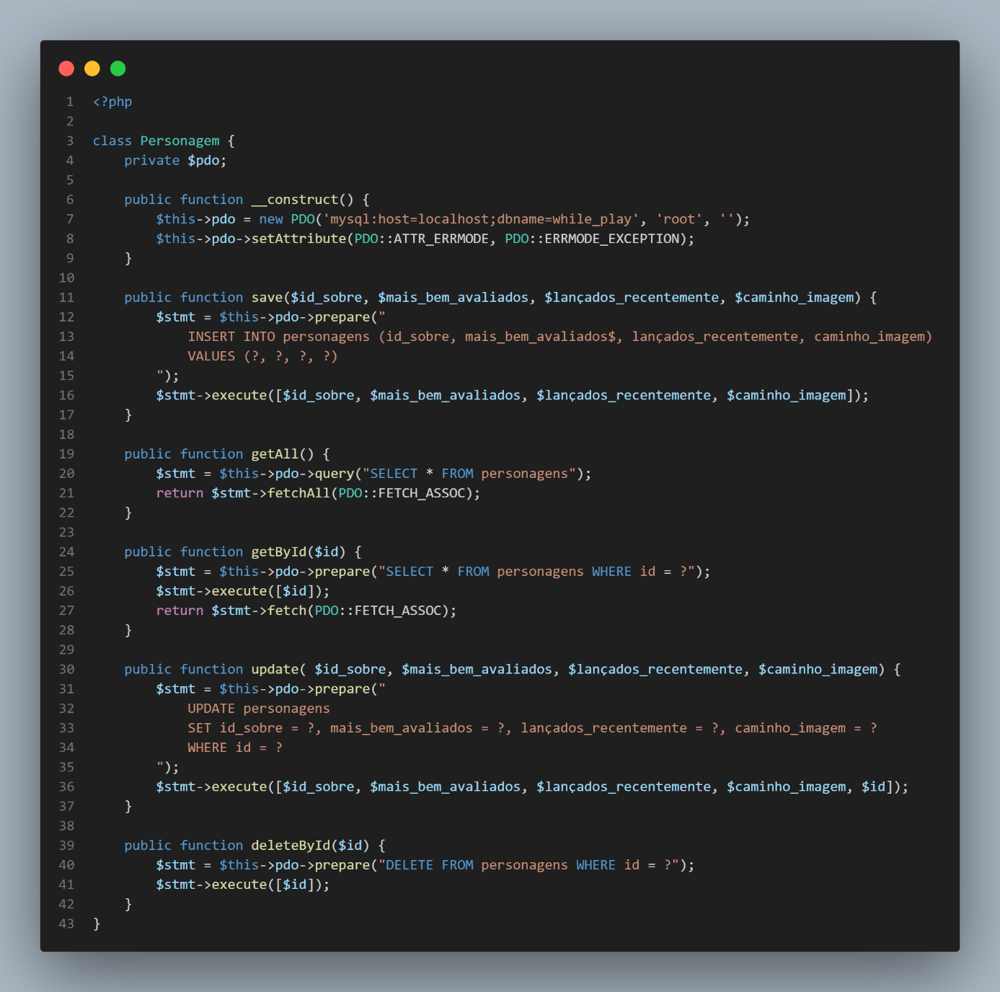 1 <?php
2
3 class Personagem {
4     private $pdo;
5
6     public function __construct() {
7         $this->pdo = new PDO('mysql:host=localhost;dbname=while_play', 'root', '');
8         $this->pdo->setAttribute(PDO::ATTR_ERRMODE, PDO::ERRMODE_EXCEPTION);
9     }
10
11     public function save($id_sobre, $mais_bem_avaliados, $lançados_recentemente, $caminho_imagem) {
12         $stmt = $this->pdo->prepare("
13             INSERT INTO personagens (id_sobre, mais_bem_avaliados$, lançados_recentemente, caminho_imagem)
14             VALUES (?, ?, ?, ?)
15         ");
16         $stmt->execute([$id_sobre, $mais_bem_avaliados, $lançados_recentemente, $caminho_imagem]);
17     }
18
19     public function getAll() {
20         $stmt = $this->pdo->query("SELECT * FROM personagens");
21         return $stmt->fetchAll(PDO::FETCH_ASSOC);
22     }
23
24     public function getById($id) {
25         $stmt = $this->pdo->prepare("SELECT * FROM personagens WHERE id = ?");
26         $stmt->execute([$id]);
27         return $stmt->fetch(PDO::FETCH_ASSOC);
28     }
29
30     public function update( $id_sobre, $mais_bem_avaliados, $lançados_recentemente, $caminho_imagem) {
31         $stmt = $this->pdo->prepare("
32             UPDATE personagens
33             SET id_sobre = ?, mais_bem_avaliados = ?, lançados_recentemente = ?, caminho_imagem = ?
34             WHERE id = ?
35         ");
36         $stmt->execute([$id_sobre, $mais_bem_avaliados, $lançados_recentemente, $caminho_imagem, $id]);
37     }
38
39     public function deleteById($id) {
40         $stmt = $this->pdo->prepare("DELETE FROM personagens WHERE id = ?");
41         $stmt->execute([$id]);
42     }
43 }